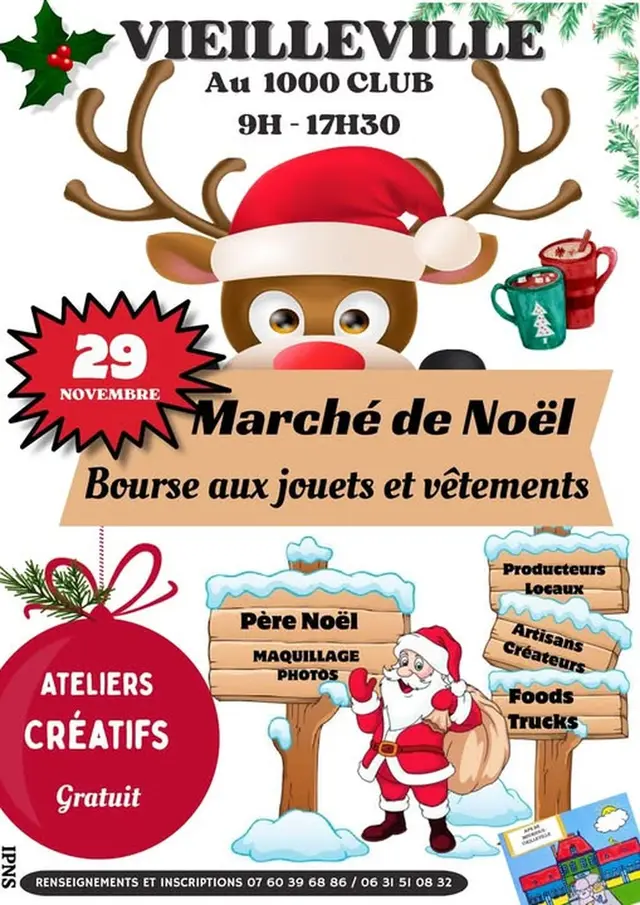 VIEILLEVILLE
Au 1000 CLUB
9H - 17H30
29
NOVEMBRE
Marché de Noël
Bourse aux jouets et vêtements
Producteurs
Locaux
Artisans
Créateurs
Foods
Trucks
Père Noël
MAQUILLAGE
PHOTOS
ATELIERS
CRÉATIFS
Gratuit
IPNS
RENSEIGNEMENTS ET INSCRIPTIONS 07 60 39 68 86 / 06 31 51 08 32
VIEILLEVILLE